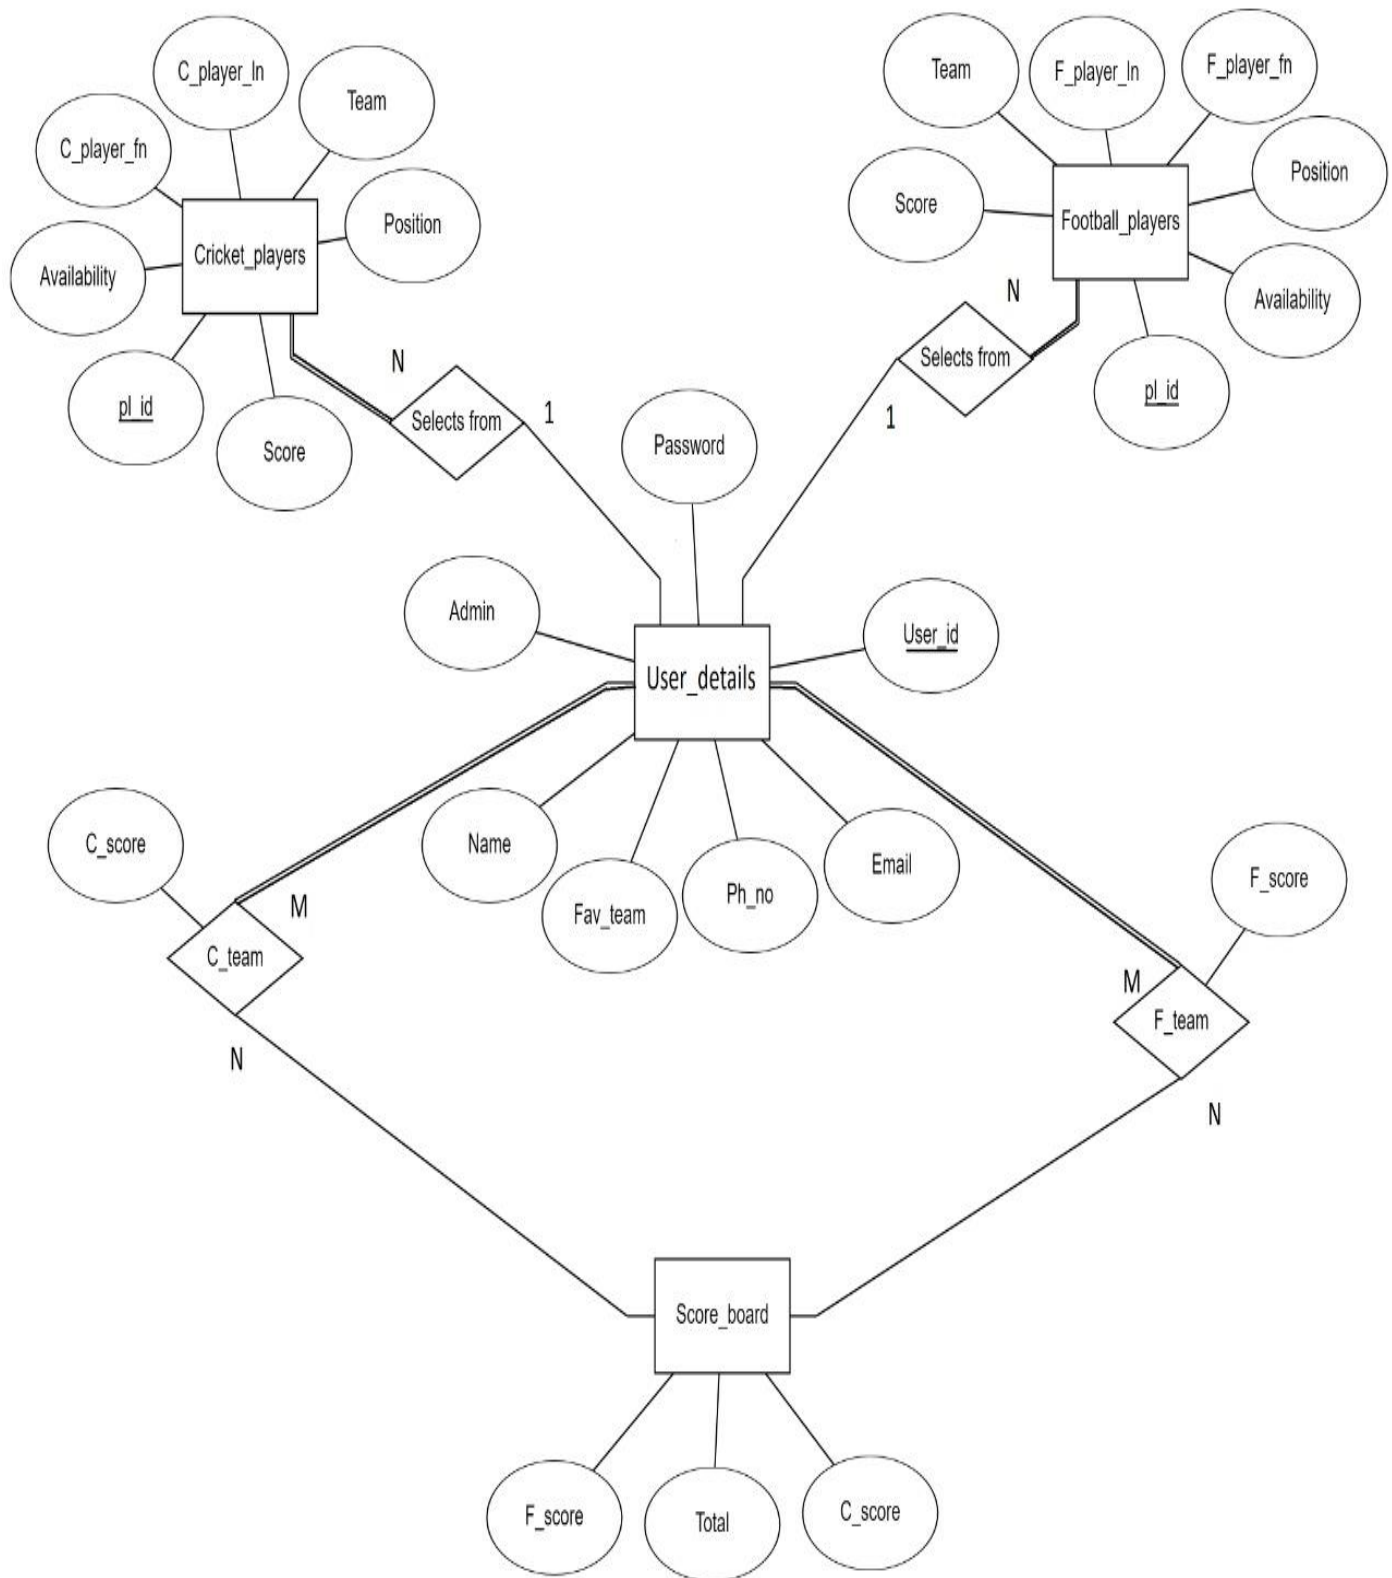 C_player_ln
Team
C_player_fn
Position
Cricket_players
Availability
pl_id
Score
N
Selects from
1
Team
F_player_ln
F_player_fn
Position
Score
Football_players
Availability
pl_id
N
Selects from
1
Password
Admin
User_id
User_details
Name
Fav_team
Ph_no
Email
C_score
M
C_team
N
F_score
M
F_team
N
Score_board
F_score
Total
C_score